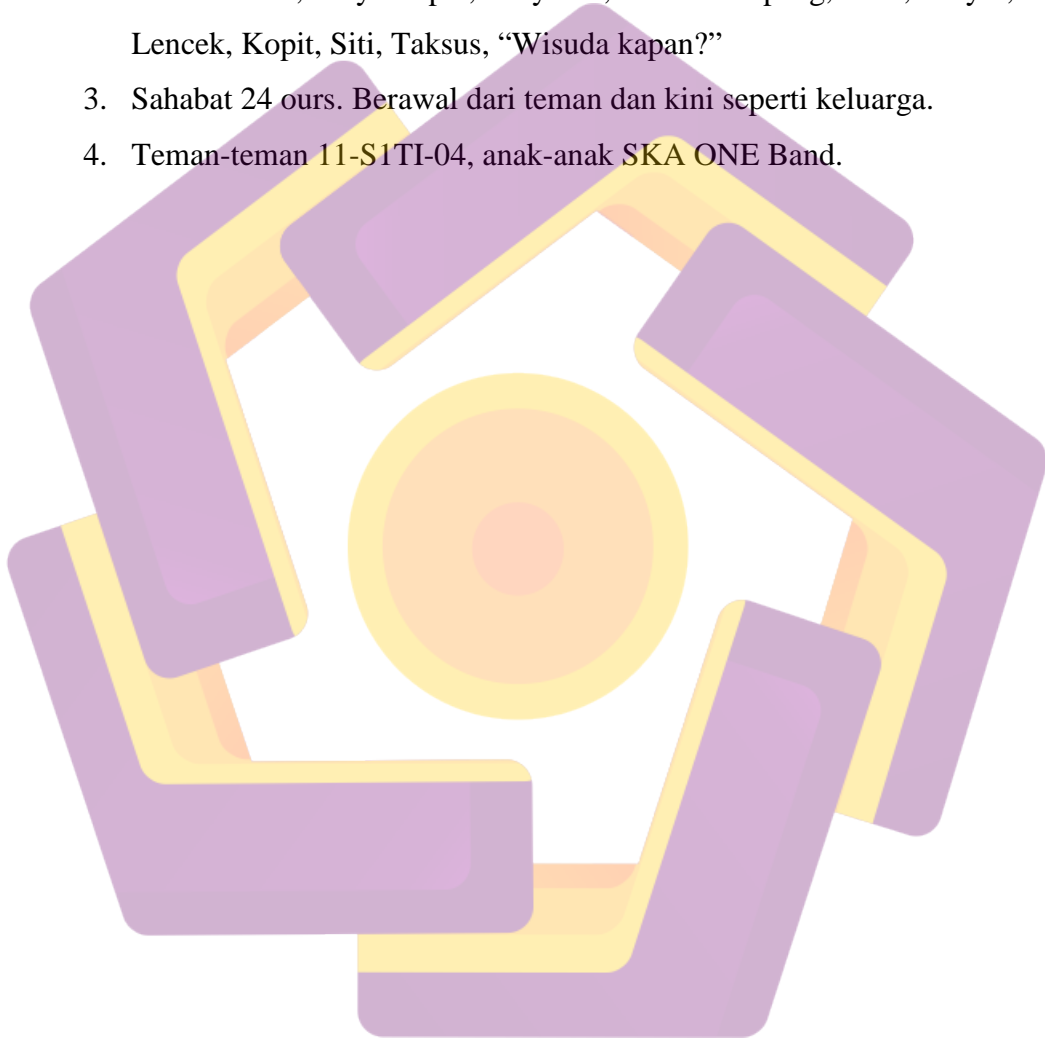 Lencek, Kopit, Siti, Taksus, “Wisuda kapan?”
3. Sahabat 24 ours. Berawal dari teman dan kini seperti keluarga.
4. Teman-teman 11-S1TI-04, anak-anak SKA ONE Band.